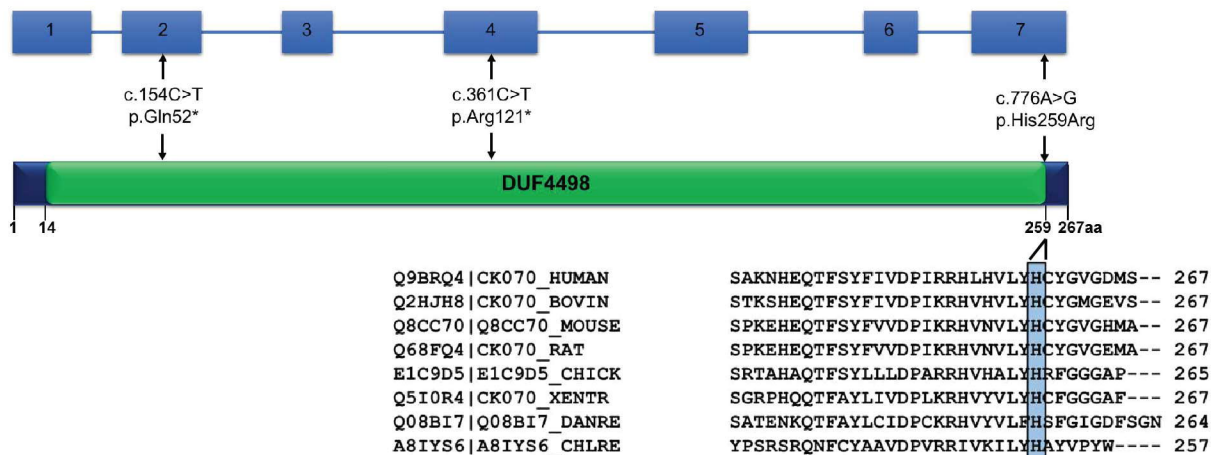 1 2 3 4 5 6 7
c.154C>T c.361C>T c.776A>G
p.Gln52* p.Arg121* p.His259Arg
DUF4498
1 14 259 267aa
Q9BRQ4|CK070_HUMAN SAKNHEQTFSYFIVDPIRRHLHVLYHCYGVGDMS-- 267
Q2HJH8|CK070_BOVIN STKSHEQTFSYFIVDPIKRHVHVLYHCYGMGEVS- 267
Q8CC70|Q8CC70_MOUSE SPKEHEQTFSYFVVDPIKRHVNVLYHCYGVGHMA-- 267
Q68FQ4|CK070_RAT SPKEHEQTFSYFVVDPIKRHVNVLYHCYGVGEMA-- 267
E1C9D5|E1C9D5_CHICK SRTAHAQTFSYLLLDPARRHVHALYHRFGGGAP--- 265
Q5I0R4|CK070_XENTR SGRPHQQTFAYLIVDPLKRHVYVLYHCFGGGAF--- 267
Q08BI7|Q08BI7_DANRE SATENKQTFAYLCIDPIKRHVYVLFHSFGIGDFSGN 264
A8IYS6|A8IYS6_CHLRE YPSRSRQNFCYAAVDPVRRIVKILYHAYVPYW---- 257